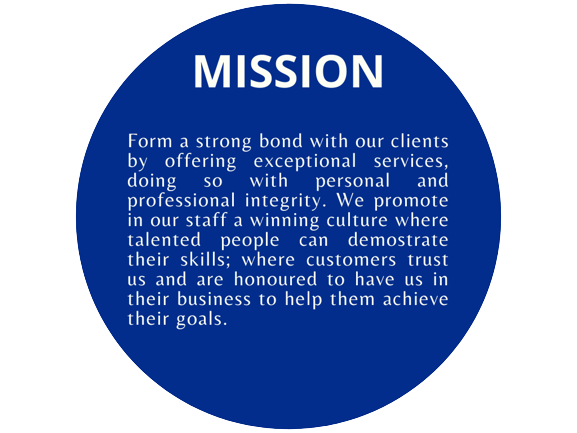 MISSION
Form a strong bond with our clients
by offering exceptional services,
doing so with personal and
professional integrity. We promote
in our staff a winning culture where
talented people can demostrate
their skills; where customers trust
us and are honoured to have us in
their business to help them achieve
their goals.